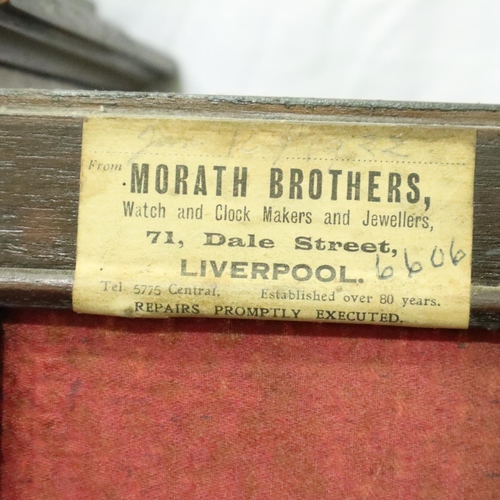 From
MORATH BROTHERS,
Watch and Clock Makers and Jewellers,
71, Dale Street,
LIVERPOOL. 6606
Tel. 5775 Central. Established over 80 years.
REPAIRS PROMPTLY EXECUTED.